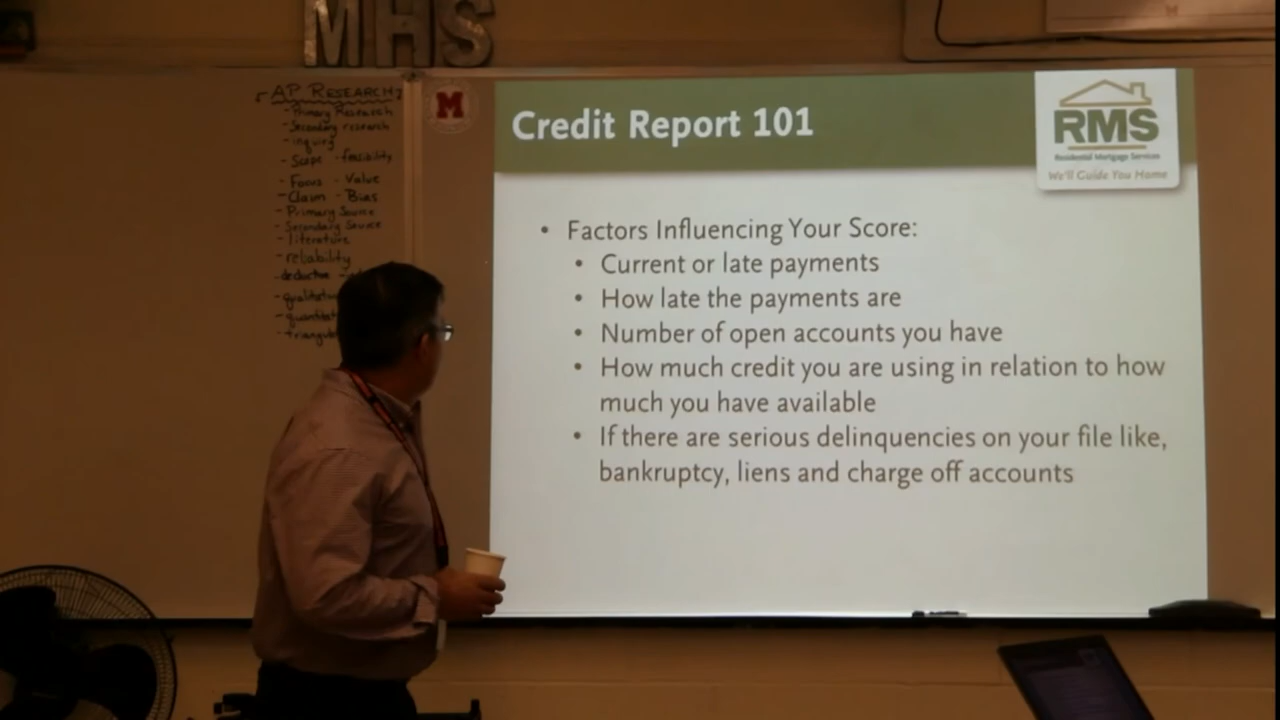 MHS
AP RESEARCH
- Primary Research
- Secondary research
- inquiry
- Scope - feasibility
- Focus - Value
- Claim - Bias
- Primary Source
- Secondary Source
- literature
- reliability
M
Credit Report 101
RMS
Residential Mortgage Services
We'll Guide You Home
• Factors Influencing Your Score:
• Current or late payments
• How late the payments are
• Number of open accounts you have
• How much credit you are using in relation to how
much you have available
• If there are serious delinquencies on your file like,
bankruptcy, liens and charge off accounts